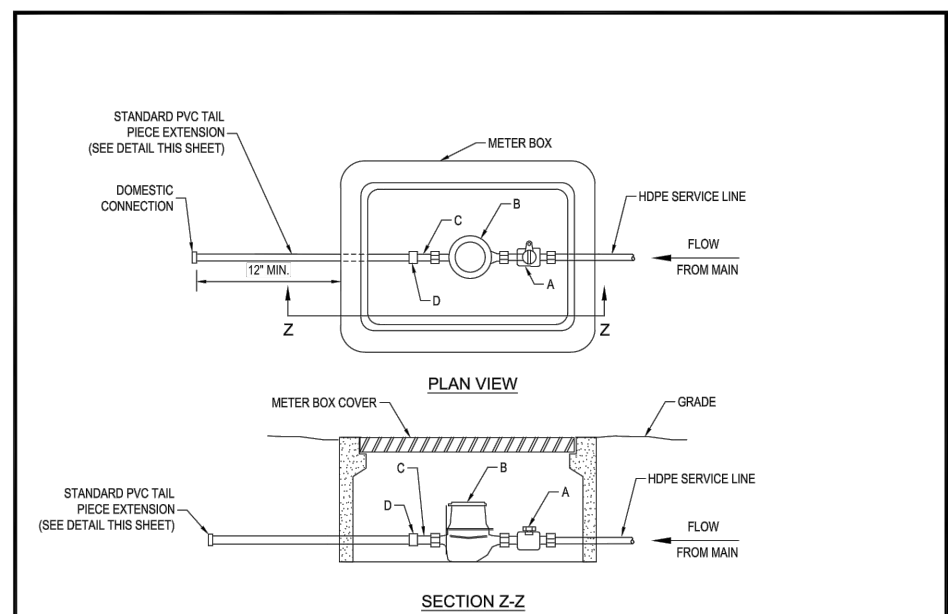 STANDARD PVC TAIL
PIECE EXTENSION
(SEE DETAIL THIS SHEET)
METER BOX
DOMESTIC
CONNECTION
C
B
HDPE SERVICE LINE
FLOW
FROM MAIN
12" MIN.
D
A
Z
Z
PLAN VIEW
METER BOX COVER
GRADE
C
B
A
HDPE SERVICE LINE
STANDARD PVC TAIL
PIECE EXTENSION
(SEE DETAIL THIS SHEET)
D
FLOW
FROM MAIN
SECTION Z-Z